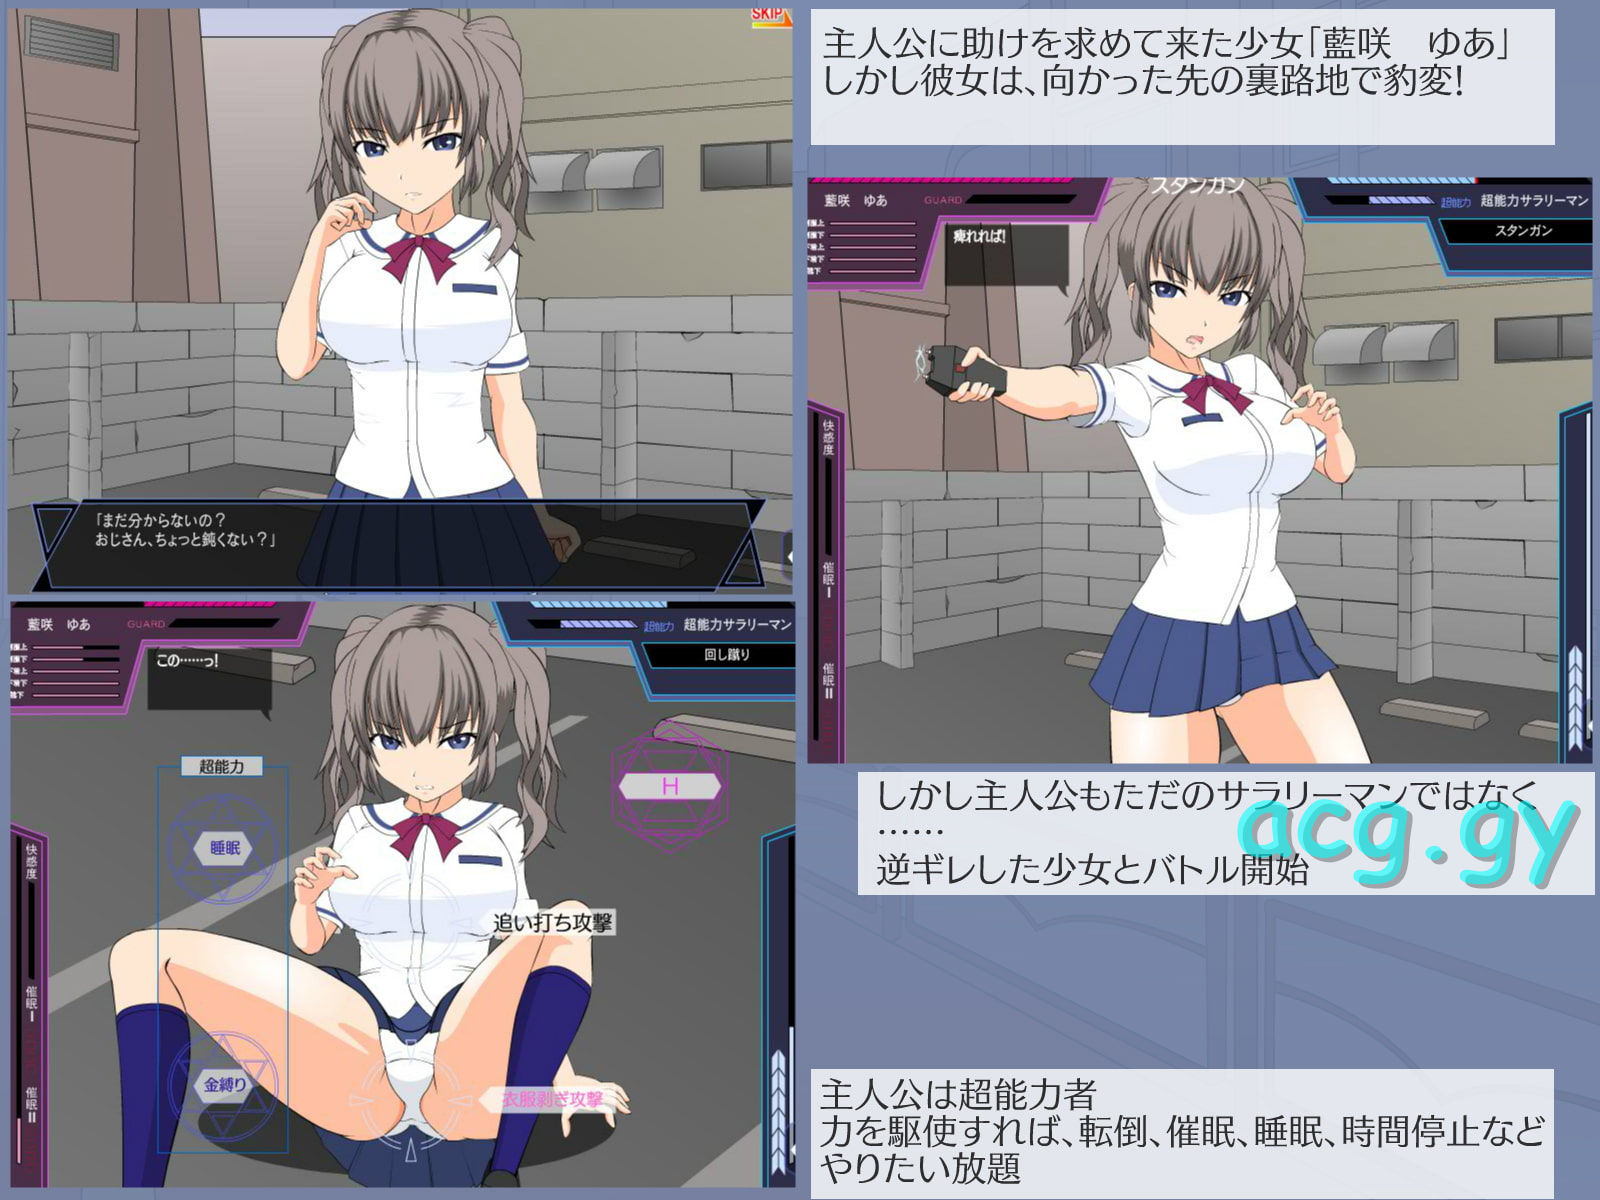 SKIP
「まだ分からないの？
おじさん、ちょっと鈍くない？」
主人公に助けを求めて来た少女「藍咲　ゆあ」
しかし彼女は、向かった先の裏路地で豹変！
スタンガン
藍咲　ゆあ
GUARD
超能力
超能力サラリーマン
スタンガン
痺れれば！
快感度
催眠Ⅰ
催眠Ⅱ
しかし主人公もただのサラリーマンではなく
……
逆ギレした少女とバトル開始
acg.gy
藍咲　ゆあ
GUARD
超能力
超能力サラリーマン
回し蹴り
この……っ！
超能力
睡眠
金縛り
H
追い打ち攻撃
衣服剥ぎ攻撃
快感度
催眠Ⅰ
催眠Ⅱ
主人公は超能力者
力を駆使すれば、転倒、催眠、睡眠、時間停止など
やりたい放題